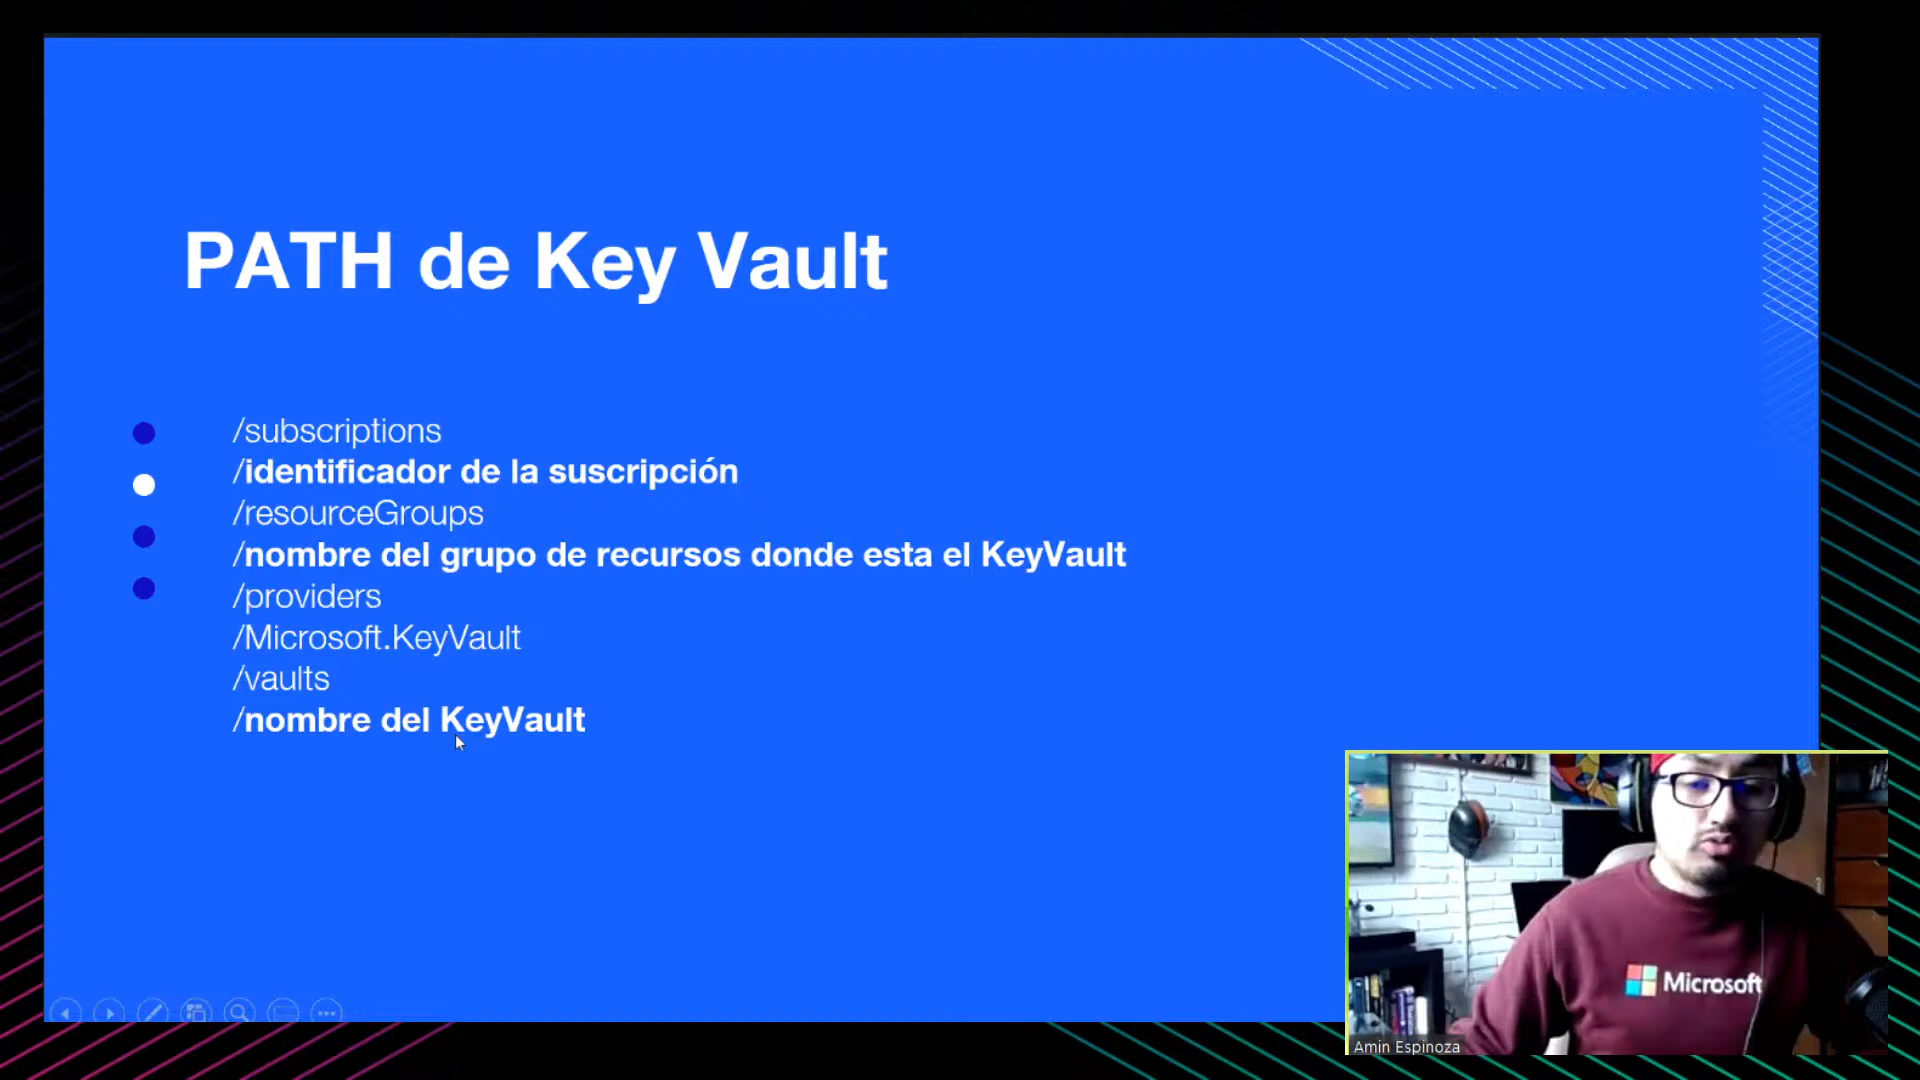 PATH de Key Vault
/subscriptions
/identificador de la suscripción
/resourceGroups
/nombre del grupo de recursos donde esta el KeyVault
/providers
/Microsoft.KeyVault
/vaults
/nombre del KeyVault
Microsoft
Amin Espinoza